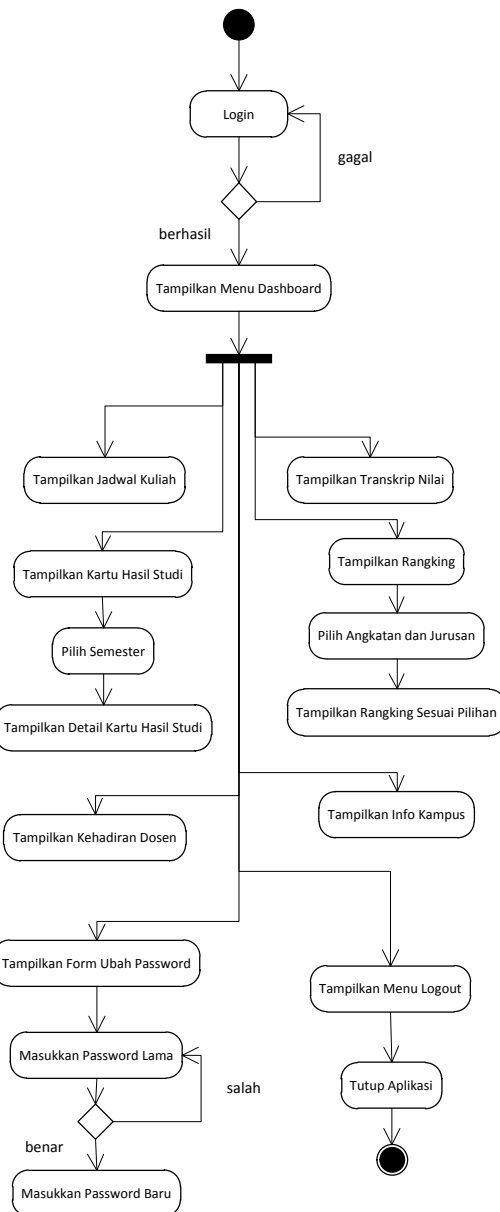 Login
gagal
berhasil
Tampilkan Menu Dashboard
Tampilkan Jadwal Kuliah
Tampilkan Transkrip Nilai
Tampilkan Kartu Hasil Studi
Tampilkan Rangking
Pilih Semester
Pilih Angkatan dan Jurusan
Tampilkan Detail Kartu Hasil Studi
Tampilkan Rangking Sesuai Pilihan
Tampilkan Kehadiran Dosen
Tampilkan Info Kampus
Tampilkan Form Ubah Password
Tampilkan Menu Logout
Masukkan Password Lama
salah
Tutup Aplikasi
benar
Masukkan Password Baru